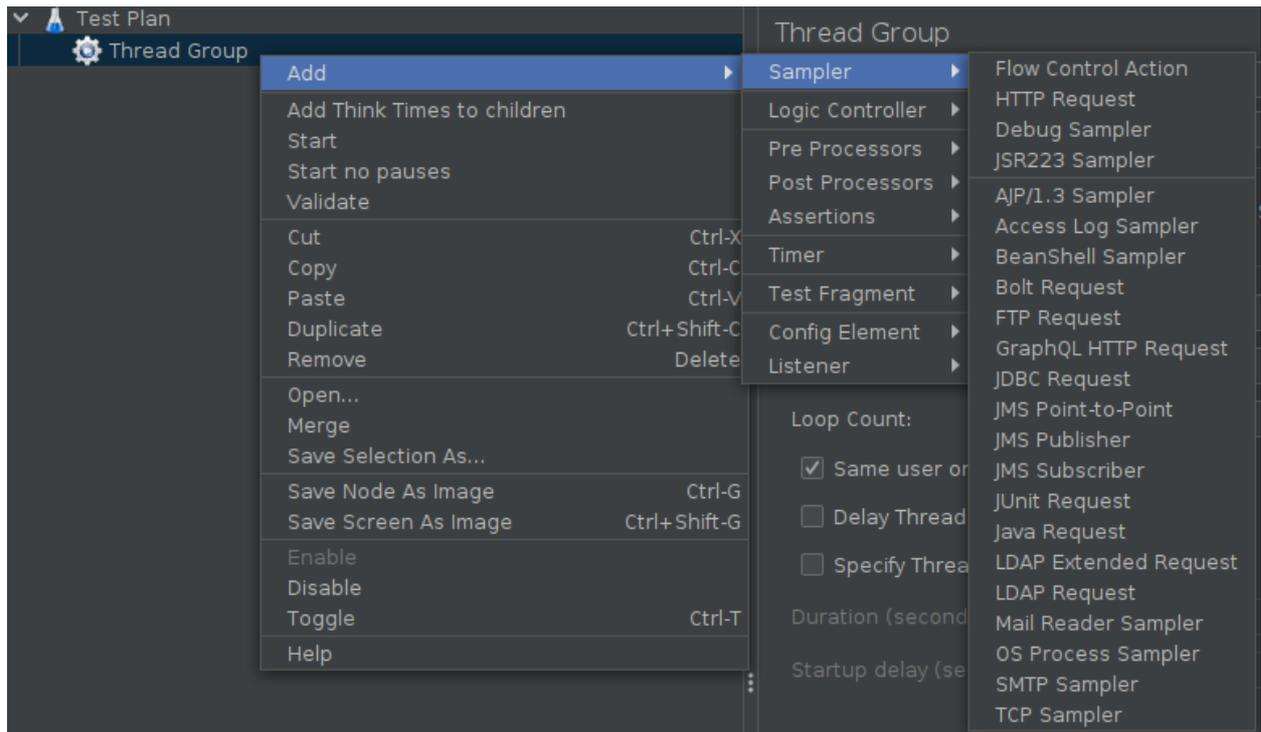 Test Plan
Thread Group
Add
Add Think Times to children
Start
Start no pauses
Validate
Cut Ctrl-X
Copy Ctrl-C
Paste Ctrl-V
Duplicate Ctrl+Shift-C
Remove Delete
Open...
Merge
Save Selection As...
Save Node As Image Ctrl-G
Save Screen As Image Ctrl+Shift-G
Enable
Disable
Toggle Ctrl-T
Help
Thread Group
Sampler
Logic Controller
Pre Processors
Post Processors
Assertions
Timer
Test Fragment
Config Element
Listener
Loop Count:
Same user or
Delay Thread
Specify Threa
Duration (second
Startup delay (se
Flow Control Action
HTTP Request
Debug Sampler
JSR223 Sampler
AJP/1.3 Sampler
Access Log Sampler
BeanShell Sampler
Bolt Request
FTP Request
GraphQL HTTP Request
JDBC Request
JMS Point-to-Point
JMS Publisher
JMS Subscriber
JUnit Request
Java Request
LDAP Extended Request
LDAP Request
Mail Reader Sampler
OS Process Sampler
SMTP Sampler
TCP Sampler